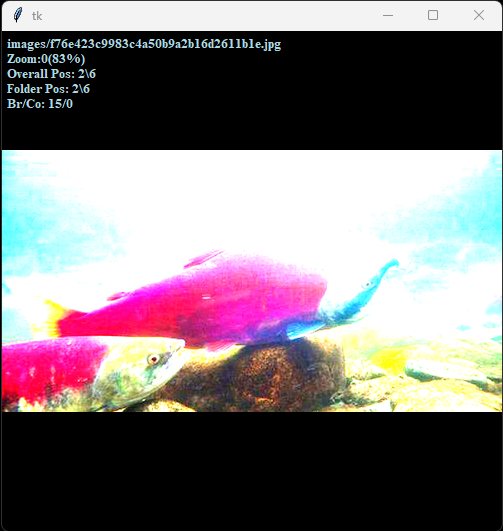 tk
images/f76e423c9983c4a50b9a2b16d2611b1e.jpg
Zoom:0(83%)
Overall Pos: 2\6
Folder Pos: 2\6
Br/Co: 15/0